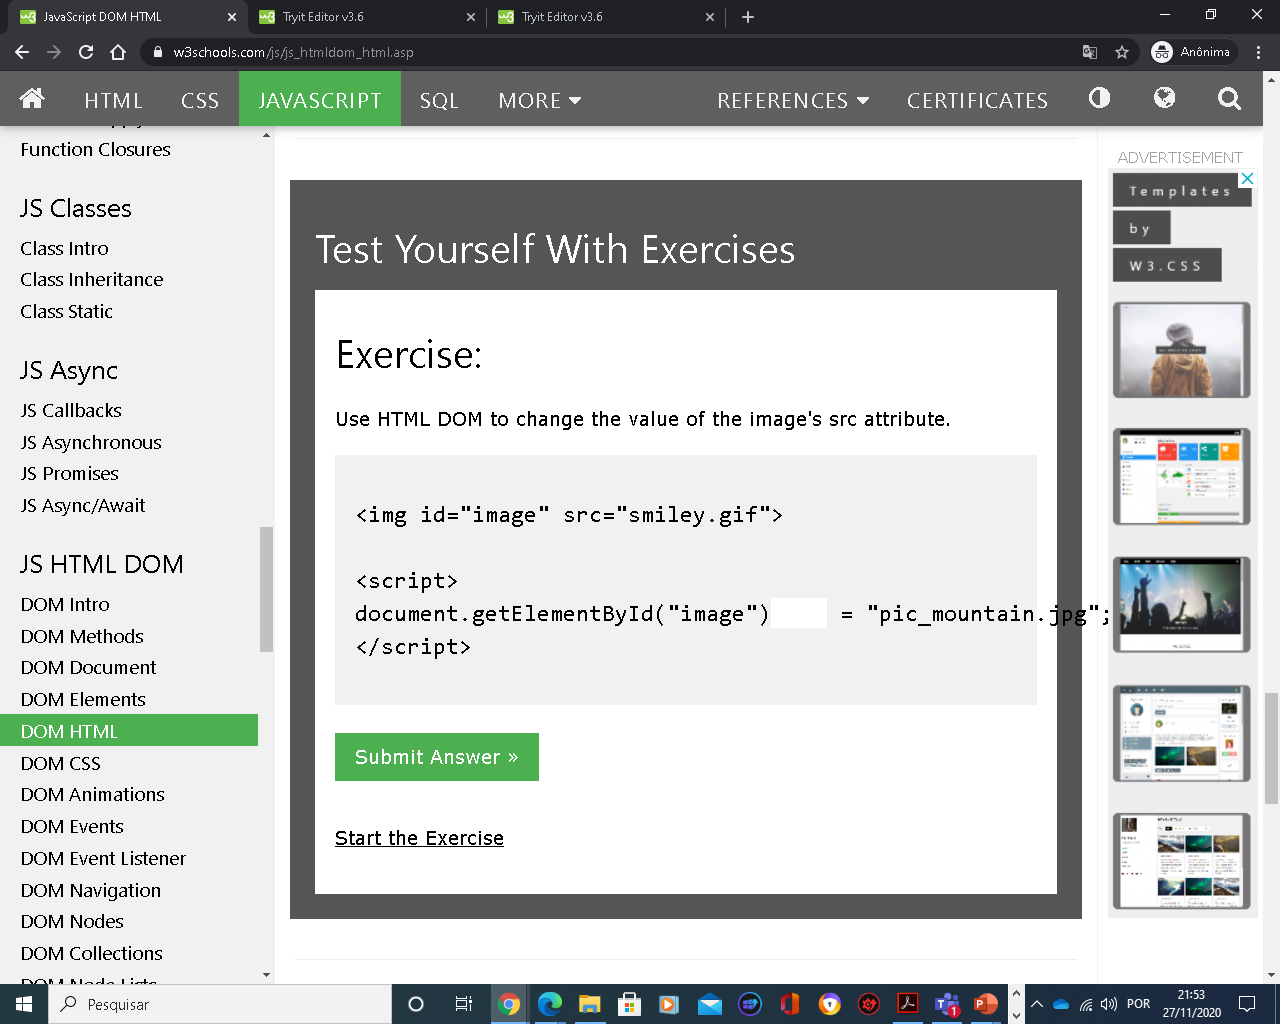 JavaScript DOM HTML
Tryit Editor v3.6
Tryit Editor v3.6
w3schools.com/js/js_htmldom_html.asp
Anônima
HTML
CSS
JAVASCRIPT
SQL
MORE
REFERENCES
CERTIFICATES
Function Closures
JS Classes
Class Intro
Class Inheritance
Class Static
JS Async
JS Callbacks
JS Asynchronous
JS Promises
JS Async/Await
JS HTML DOM
DOM Intro
DOM Methods
DOM Document
DOM Elements
DOM HTML
DOM CSS
DOM Animations
DOM Events
DOM Event Listener
DOM Navigation
DOM Nodes
DOM Collections
DOM Node Lists
Test Yourself With Exercises
Exercise:
Use HTML DOM to change the value of the image's src attribute.
<img id="image" src="smiley.gif">
<script>
document.getElementById("image") = "pic_mountain.jpg";
</script>
Submit Answer »
Start the Exercise
ADVERTISEMENT
Templates
by
W3.CSS
Pesquisar
1
POR
21:53
27/11/2020